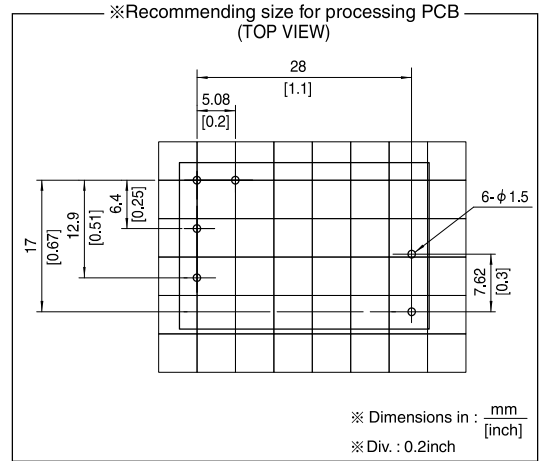 ※Recommending size for processing PCB
(TOP VIEW)
28
[1.1]
5.08
[0.2]
17
[0.67]
12.9
[0.51]
6.4
[0.25]
6-ϕ1.5
7.62
[0.3]
※ Dimensions in : mm
[inch]
※Div. : 0.2inch